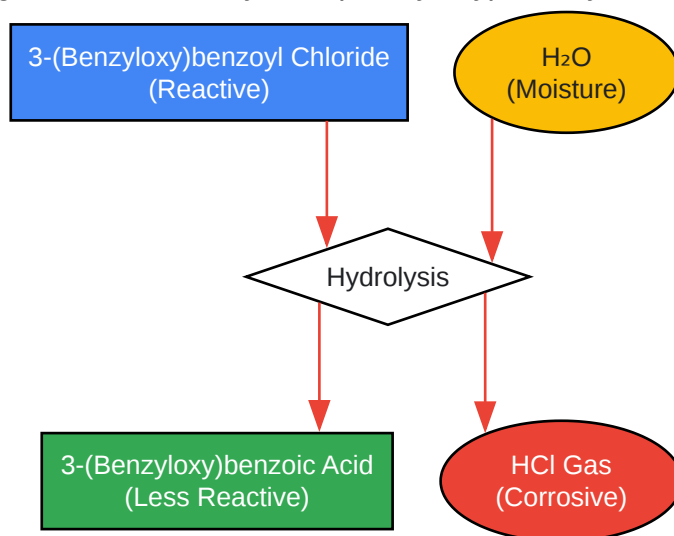 3-(Benzyloxy)benzoyl Chloride
(Reactive)
H₂O
(Moisture)
Hydrolysis
3-(Benzyloxy)benzoic Acid
(Less Reactive)
HCl Gas
(Corrosive)